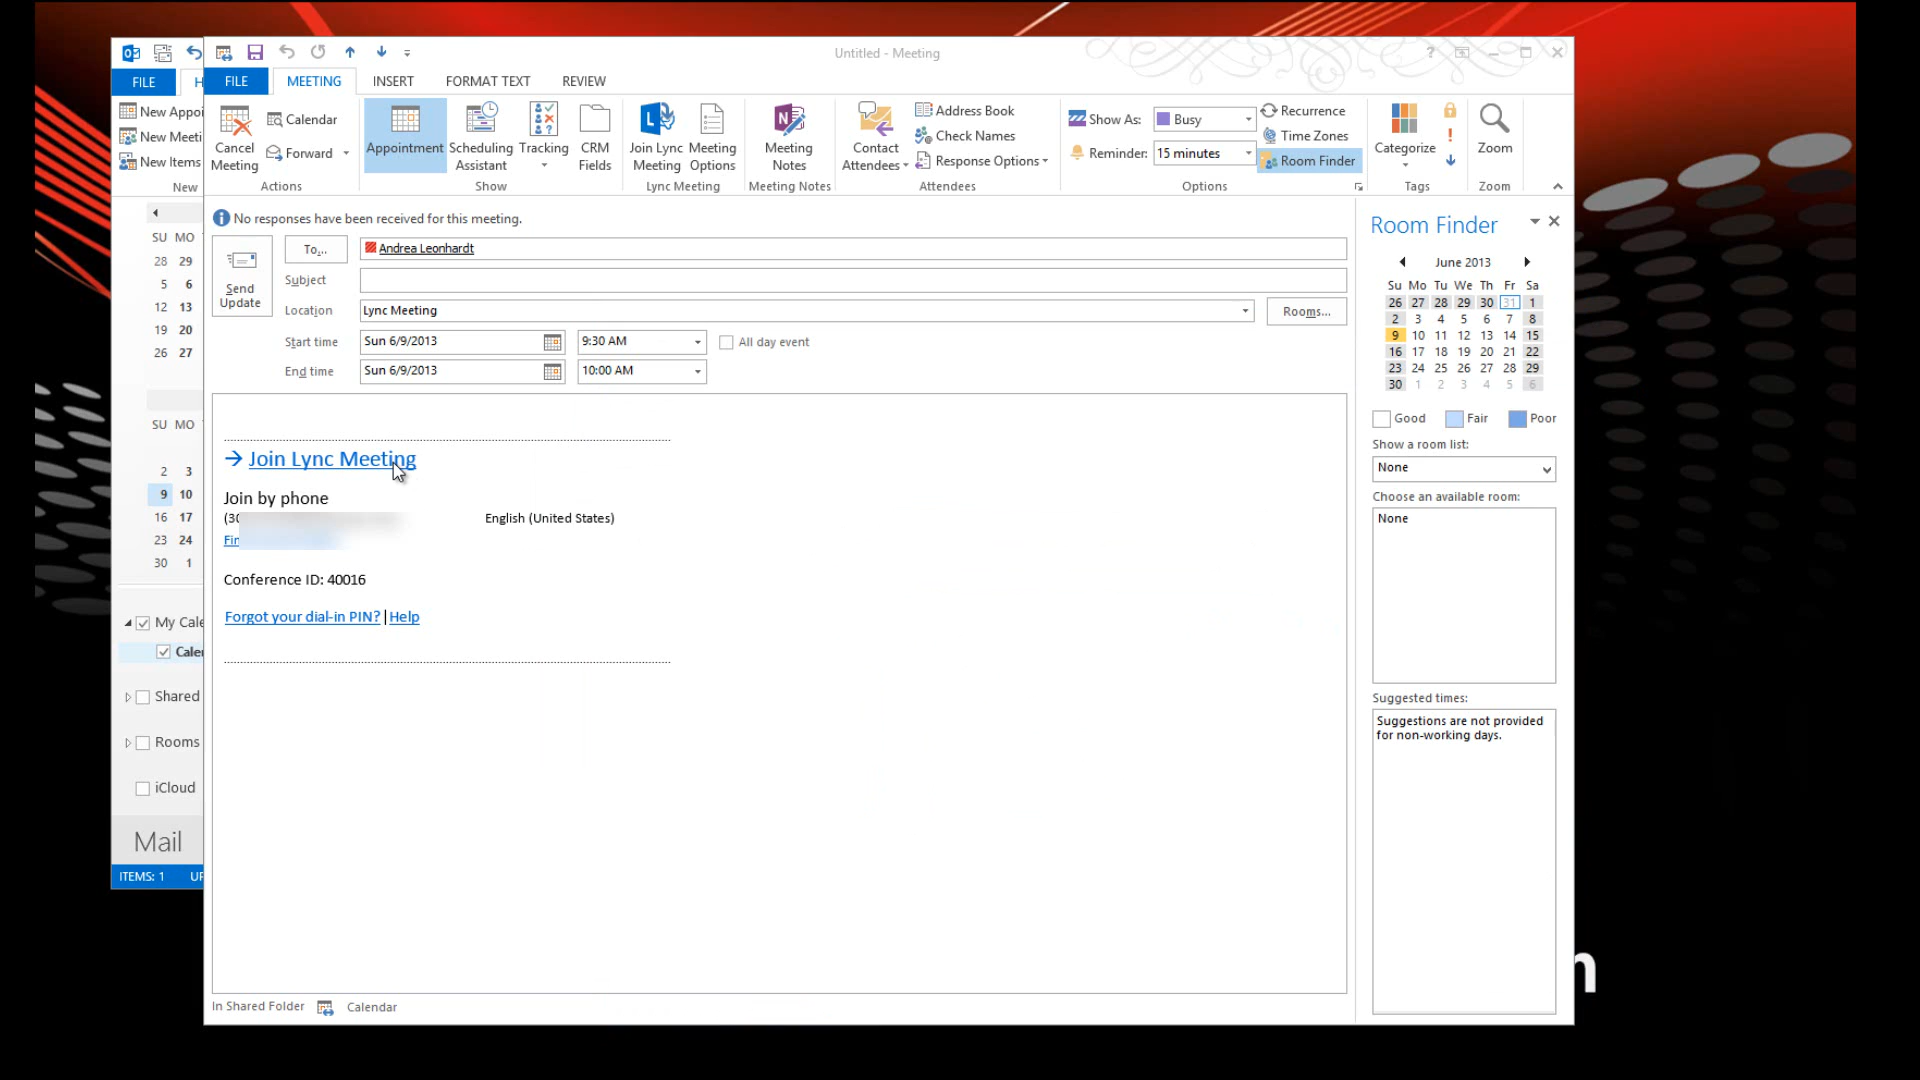 Untitled - Meeting
FILE
FILE MEETING INSERT FORMAT TEXT REVIEW
New
New
New Items
New
Cancel Meeting
Calendar
Forward
Actions
Appointment
Scheduling Assistant
Tracking
CRM Fields
Show
Join Lync Meeting
Meeting Options
Lync Meeting
Meeting Notes
Meeting Notes
Contact Attendees
Address Book
Check Names
Response Options
Attendees
Show As: Busy
Reminder: 15 minutes
Recurrence
Time Zones
Room Finder
Options
Categorize
Tags
Zoom
Zoom
SU MO
28 29
5 6
12 13
19 20
26 27
SU MO
2 3
9 10
16 17
23 24
30 1
My
Shared
Rooms
iCloud
Mail
ITEMS: 1
No responses have been received for this meeting.
Send Update
To... Andrea Leonhardt
Subject
Location Lync Meeting Rooms...
Start time Sun 6/9/2013 9:30 AM All day event
End time Sun 6/9/2013 10:00 AM
→ Join Lync Meeting
Join by phone
(30 English (United States)
Conference ID: 40016
Forgot your dial-in PIN? | Help
In Shared Folder Calendar
Room Finder
June 2013
Su Mo Tu We Th Fr Sa
26 27 28 29 30 31 1
2 3 4 5 6 7 8
9 10 11 12 13 14 15
16 17 18 19 20 21 22
23 24 25 26 27 28 29
30 1 2 3 4 5 6
Good Fair Poor
Show a room list:
None
Choose an available room:
None
Suggested times:
Suggestions are not provided
for non-working days.
n